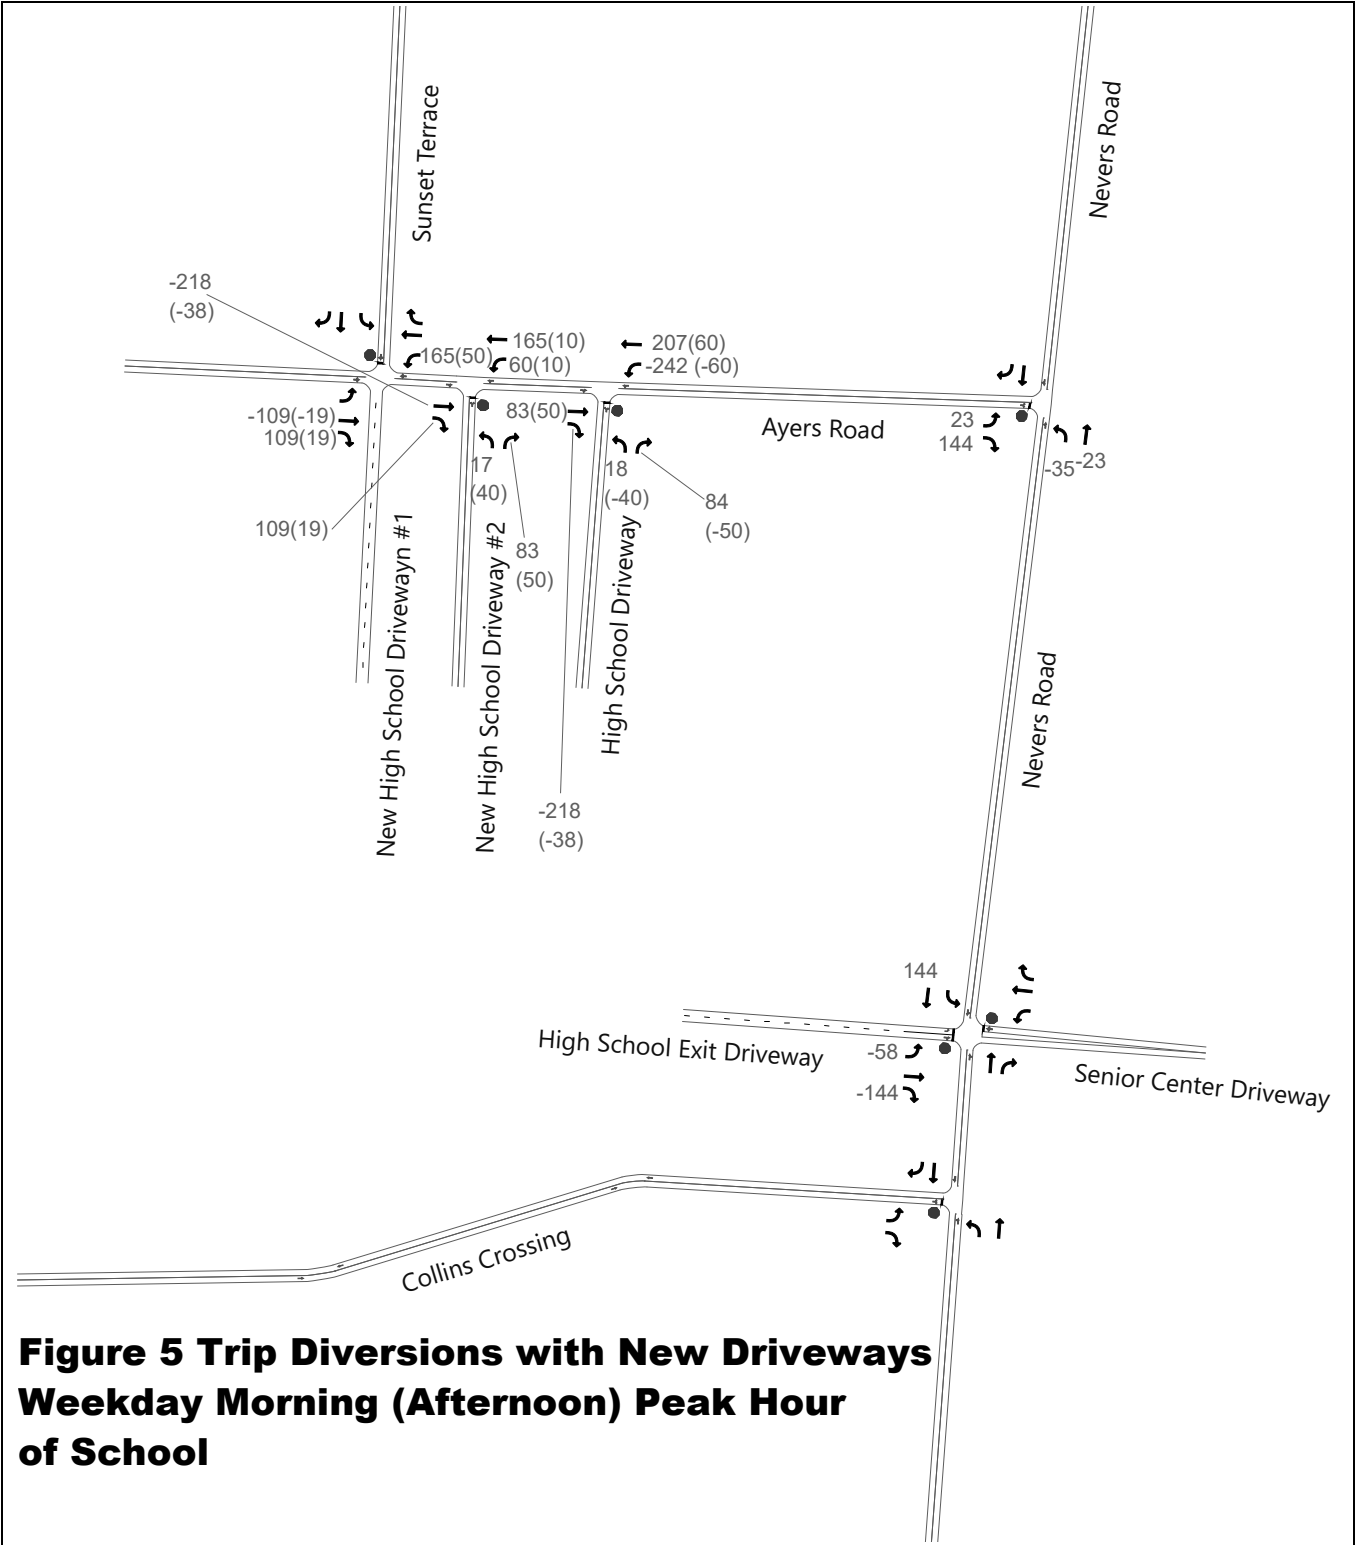 Nevers Road
Sunset Terrace
-218
(-38)
165(10)
207(60)
165(50)
60(10)
-242 (-60)
-109(-19)
109(19)
83(50)
Ayers Road
23
144
-35
-23
17
(40)
18
(-40)
84
(-50)
109(19)
83
(50)
New High School Drivewayn #1
New High School Driveway #2
High School Driveway
Nevers Road
-218
(-38)
144
High School Exit Driveway
-58
-144
Senior Center Driveway
Collins Crossing
Figure 5 Trip Diversions with New Driveways
Weekday Morning (Afternoon) Peak Hour
of School